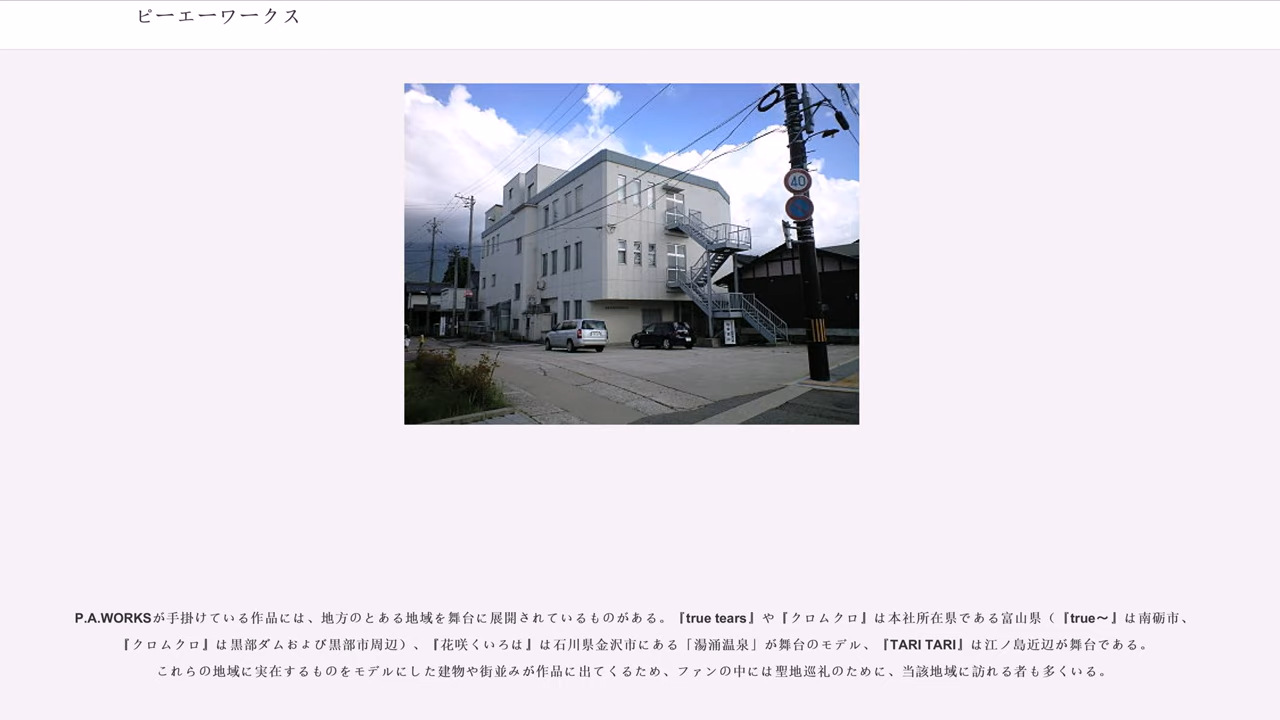 ピーエーワークス
40
P.A.WORKSが手掛けている作品には、地方のとある地域を舞台に展開されているものがある。『true tears』や『クロムクロ』は本社所在県である富山県（『true〜』は南砺市、
『クロムクロ』は黒部ダムおよび黒部市周辺）、『花咲くいろは』は石川県金沢市にある「湯涌温泉」が舞台のモデル、『TARI TARI』は江ノ島近辺が舞台である。
これらの地域に実在するものをモデルにした建物や街並みが作品に出てくるため、ファンの中には聖地巡礼のために、当該地域に訪れる者も多くいる。